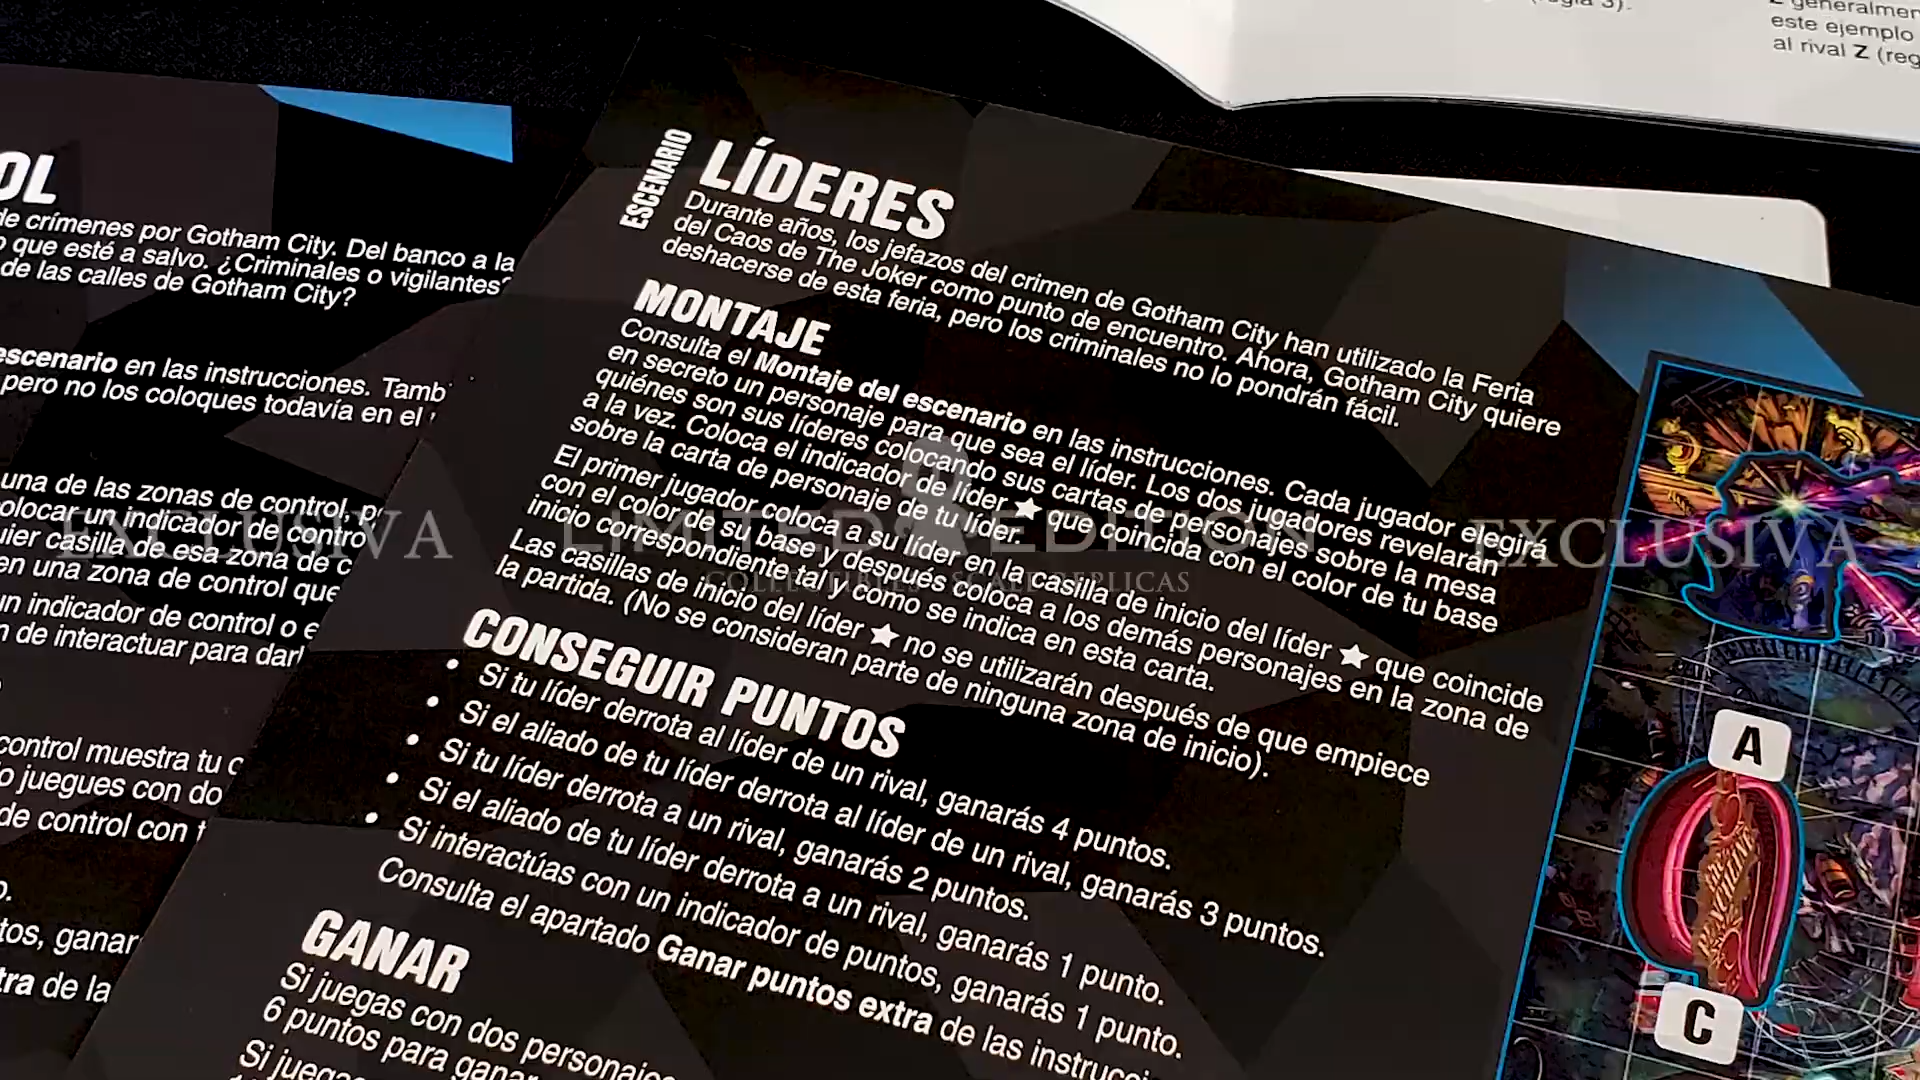 (regla 3).
generalmen
este ejemplo
al rival Z (reg
OL
de crímenes por Gotham City. Del banco a la
o que esté a salvo. ¿Criminales o vigilantes?
de las calles de Gotham City?
escenario en las instrucciones. Tamb
pero no los coloques todavía en el
una de las zonas de control, p
olocar un indicador de contro
uier casilla de esa zona de c
en una zona de control que
un indicador de control o e
n de interactuar para darl
control muestra tu c
o juegues con do
de control con
o.
tos, ganar
tra de la
ESCENARIO
LÍDERES
Durante años, los jefazos del crimen de Gotham City han utilizado la Feria
del Caos de The Joker como punto de encuentro. Ahora, Gotham City quiere
deshacerse de esta feria, pero los criminales no lo pondrán fácil.
MONTAJE
Consulta el Montaje del escenario en las instrucciones. Cada jugador elegirá
en secreto un personaje para que sea el líder. Los dos jugadores revelarán
quiénes son sus líderes colocando sus cartas de personajes sobre la mesa
a la vez. Coloca el indicador de líder ★ que coincida con el color de tu base
sobre la carta de personaje de tu líder.
El primer jugador coloca a su líder en la casilla de inicio del líder ★ que coincide
con el color de su base y después coloca a los demás personajes en la zona de
inicio correspondiente tal y como se indica en esta carta.
Las casillas de inicio del líder ★ no se utilizarán después de que empiece
la partida. (No se consideran parte de ninguna zona de inicio).
CONSEGUIR PUNTOS
• Si tu líder derrota al líder de un rival, ganarás 4 puntos.
• Si el aliado de tu líder derrota al líder de un rival, ganarás 3 puntos.
• Si tu líder derrota a un rival, ganarás 2 puntos.
• Si el aliado de tu líder derrota a un rival, ganarás 1 punto.
• Si interactúas con un indicador de puntos, ganarás 1 punto.
Consulta el apartado Ganar puntos extra de las instrucci
GANAR
Si juegas con dos personaje
6 puntos para ganar
Si juega
A
C
EXCLUSIVA
LIMITED EDITION
COLLECTIBLES SCALE REPLICAS
EXCLUSIVA